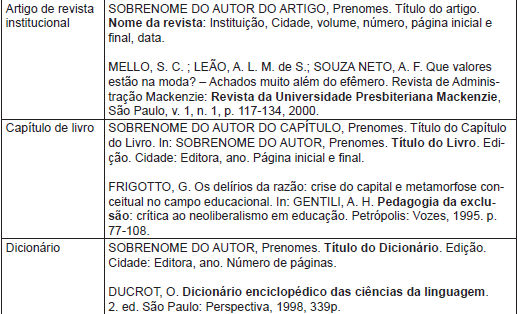 Artigo de revista
institucional
SOBRENOME DO AUTOR DO ARTIGO, Prenomes. Título do artigo.
Nome da revista: Instituição, Cidade, volume, número, página inicial e
final, data.
MELLO, S. C. ; LEÃO, A. L. M. de S.; SOUZA NETO, A. F. Que valores
estão na moda? – Achados muito além do efêmero. Revista de Adminis-
tração Mackenzie: Revista da Universidade Presbiteriana Mackenzie,
São Paulo, v. 1, n. 1, p. 117-134, 2000.
Capítulo de livro
SOBRENOME DO AUTOR DO CAPÍTULO, Prenomes. Título do Capítulo
do Livro. In: SOBRENOME DO AUTOR, Prenomes. Título do Livro. Edi-
ção. Cidade: Editora, ano. Página inicial e final.
FRIGOTTO, G. Os delírios da razão: crise do capital e metamorfose con-
ceitual no campo educacional. In: GENTILI, A. H. Pedagogia da exclu-
são: crítica ao neoliberalismo em educação. Petrópolis: Vozes, 1995. p.
77-108.
Dicionário
SOBRENOME DO AUTOR, Prenomes. Título do Dicionário. Edição.
Cidade: Editora, ano. Número de páginas.
DUCROT, O. Dicionário enciclopédico das ciências da linguagem.
2. ed. São Paulo: Perspectiva, 1998, 339p.